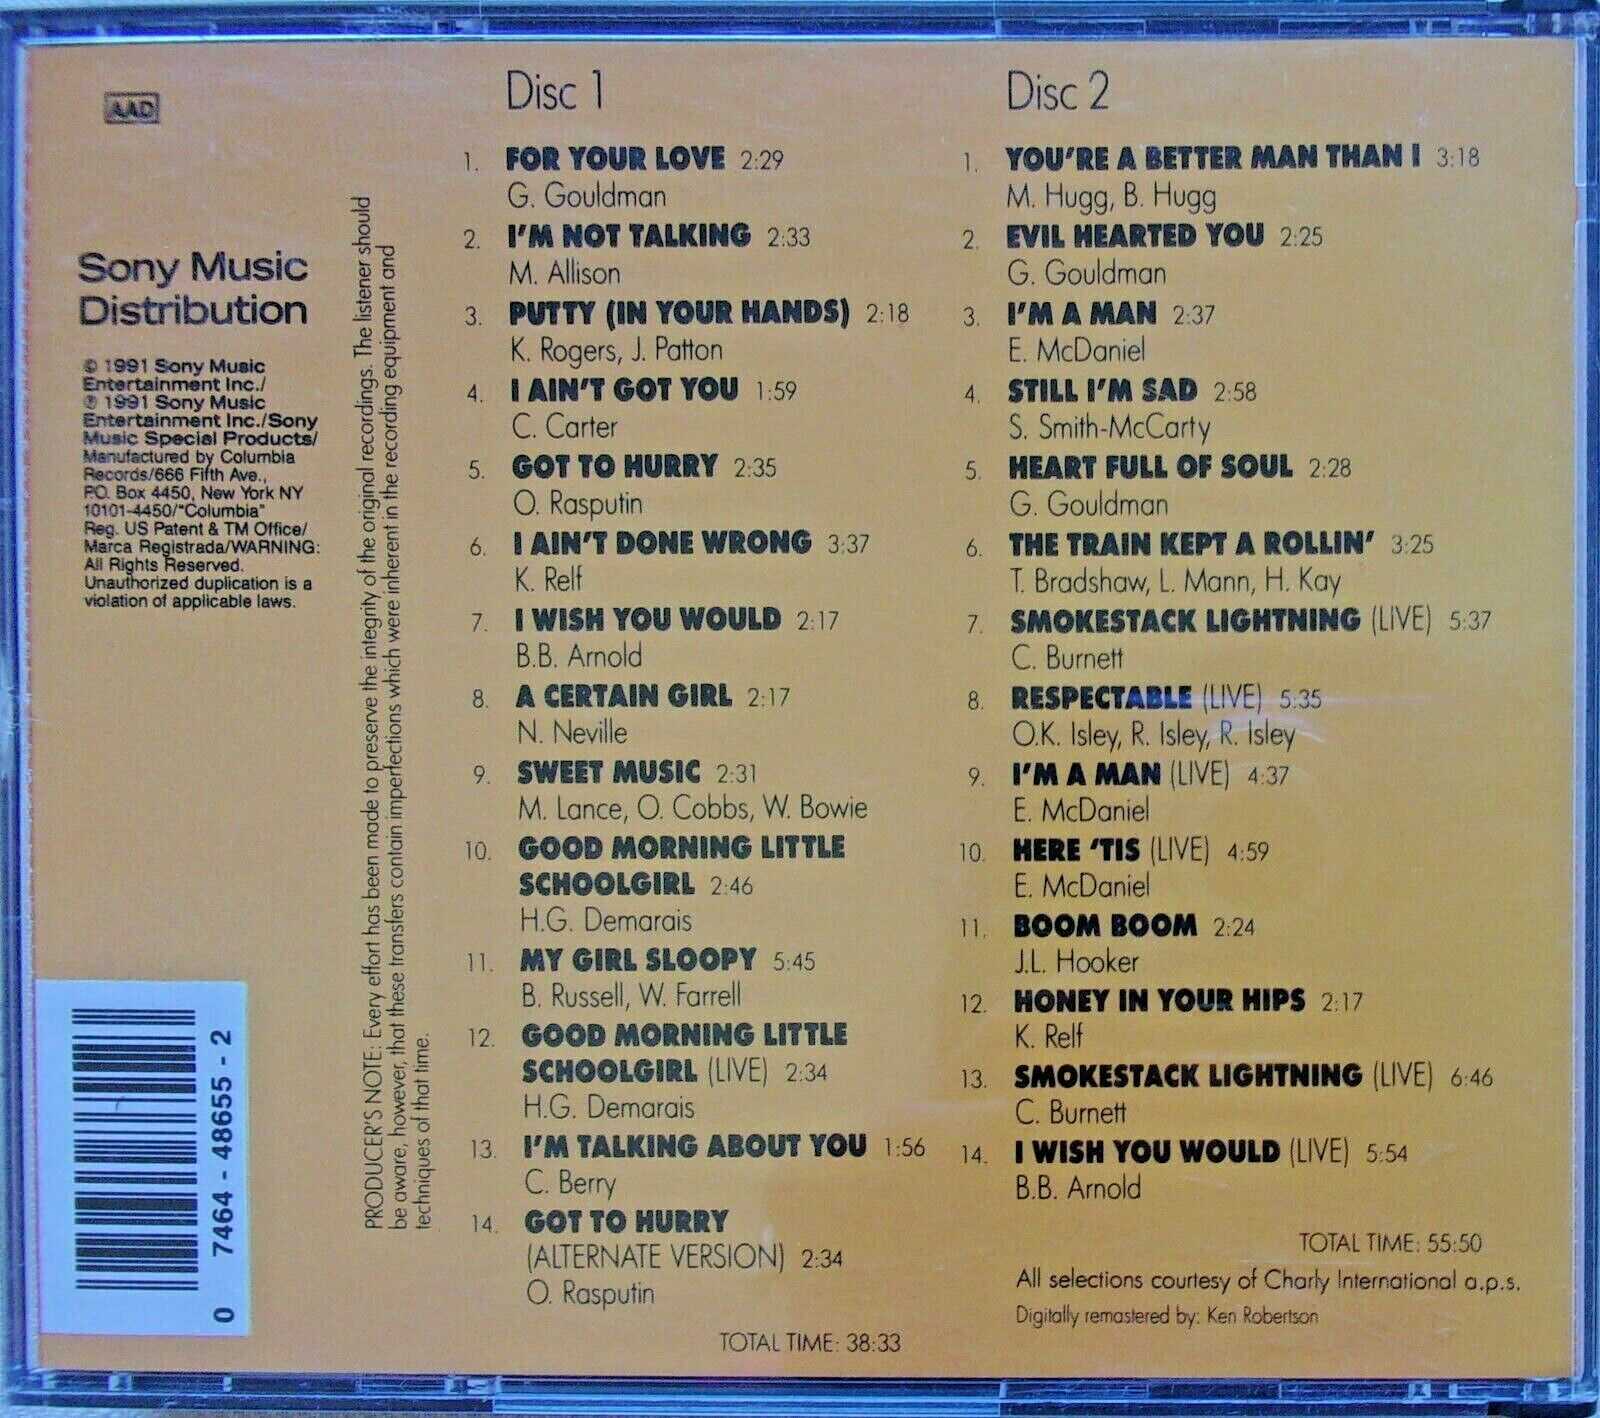 AAD
Sony Music
Distribution
© 1991 Sony Music
Entertainment Inc./
℗ 1991 Sony Music
Entertainment Inc./Sony
Music Special Products/
Manufactured by Columbia
Records/666 Fifth Ave.,
P.O. Box 4450, New York NY
10101-4450/"Columbia"
Reg. US Patent & TM Office/
Marca Registrada/WARNING:
All Rights Reserved.
Unauthorized duplication is a
violation of applicable laws.
0 7464-48655-2
PRODUCER'S NOTE: Every effort has been made to preserve the integrity of the original recordings. The listener should
be aware, however, that these transfers contain imperfections which were inherent in the recording equipment and
techniques of that time.
Disc 1
1. FOR YOUR LOVE 2:29
G. Gouldman
2. I'M NOT TALKING 2:33
M. Allison
3. PUTTY (IN YOUR HANDS) 2:18
K. Rogers, J. Patton
4. I AIN'T GOT YOU 1:59
C. Carter
5. GOT TO HURRY 2:35
O. Rasputin
6. I AIN'T DONE WRONG 3:37
K. Relf
7. I WISH YOU WOULD 2:17
B.B. Arnold
8. A CERTAIN GIRL 2:17
N. Neville
9. SWEET MUSIC 2:31
M. Lance, O. Cobbs, W. Bowie
10. GOOD MORNING LITTLE
SCHOOLGIRL 2:46
H.G. Demarais
11. MY GIRL SLOOPY 5:45
B. Russell, W. Farrell
12. GOOD MORNING LITTLE
SCHOOLGIRL (LIVE) 2:34
H.G. Demarais
13. I'M TALKING ABOUT YOU 1:56
C. Berry
14. GOT TO HURRY
(ALTERNATE VERSION) 2:34
O. Rasputin
TOTAL TIME: 38:33
Disc 2
1. YOU'RE A BETTER MAN THAN I 3:18
M. Hugg, B. Hugg
2. EVIL HEARTED YOU 2:25
G. Gouldman
3. I'M A MAN 2:37
E. McDaniel
4. STILL I'M SAD 2:58
S. Smith-McCarty
5. HEART FULL OF SOUL 2:28
G. Gouldman
6. THE TRAIN KEPT A ROLLIN' 3:25
T. Bradshaw, L. Mann, H. Kay
7. SMOKESTACK LIGHTNING (LIVE) 5:37
C. Burnett
8. RESPECTABLE (LIVE) 5:35
O.K. Isley, R. Isley, R. Isley
9. I'M A MAN (LIVE) 4:37
E. McDaniel
10. HERE 'TIS (LIVE) 4:59
E. McDaniel
11. BOOM BOOM 2:24
J.L. Hooker
12. HONEY IN YOUR HIPS 2:17
K. Relf
13. SMOKESTACK LIGHTNING (LIVE) 6:46
C. Burnett
14. I WISH YOU WOULD (LIVE) 5:54
B.B. Arnold
TOTAL TIME: 55:50
All selections courtesy of Charly International a.p.s.
Digitally remastered by: Ken Robertson